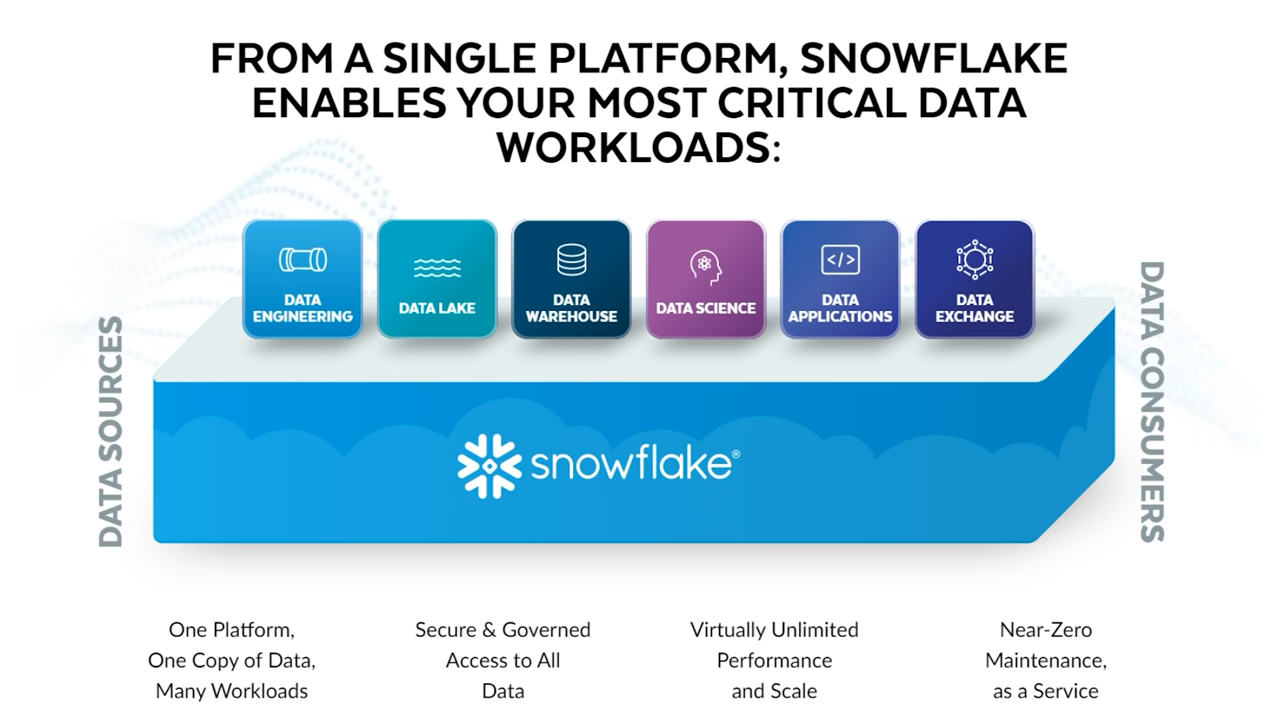 FROM A SINGLE PLATFORM, SNOWFLAKE
ENABLES YOUR MOST CRITICAL DATA
WORKLOADS:
DATA
ENGINEERING
DATA LAKE
DATA
WAREHOUSE
DATA SCIENCE
DATA
APPLICATIONS
DATA
EXCHANGE
DATA SOURCES
DATA CONSUMERS
snowflake®
One Platform,
One Copy of Data,
Many Workloads
Secure & Governed
Access to All
Data
Virtually Unlimited
Performance
and Scale
Near-Zero
Maintenance,
as a Service